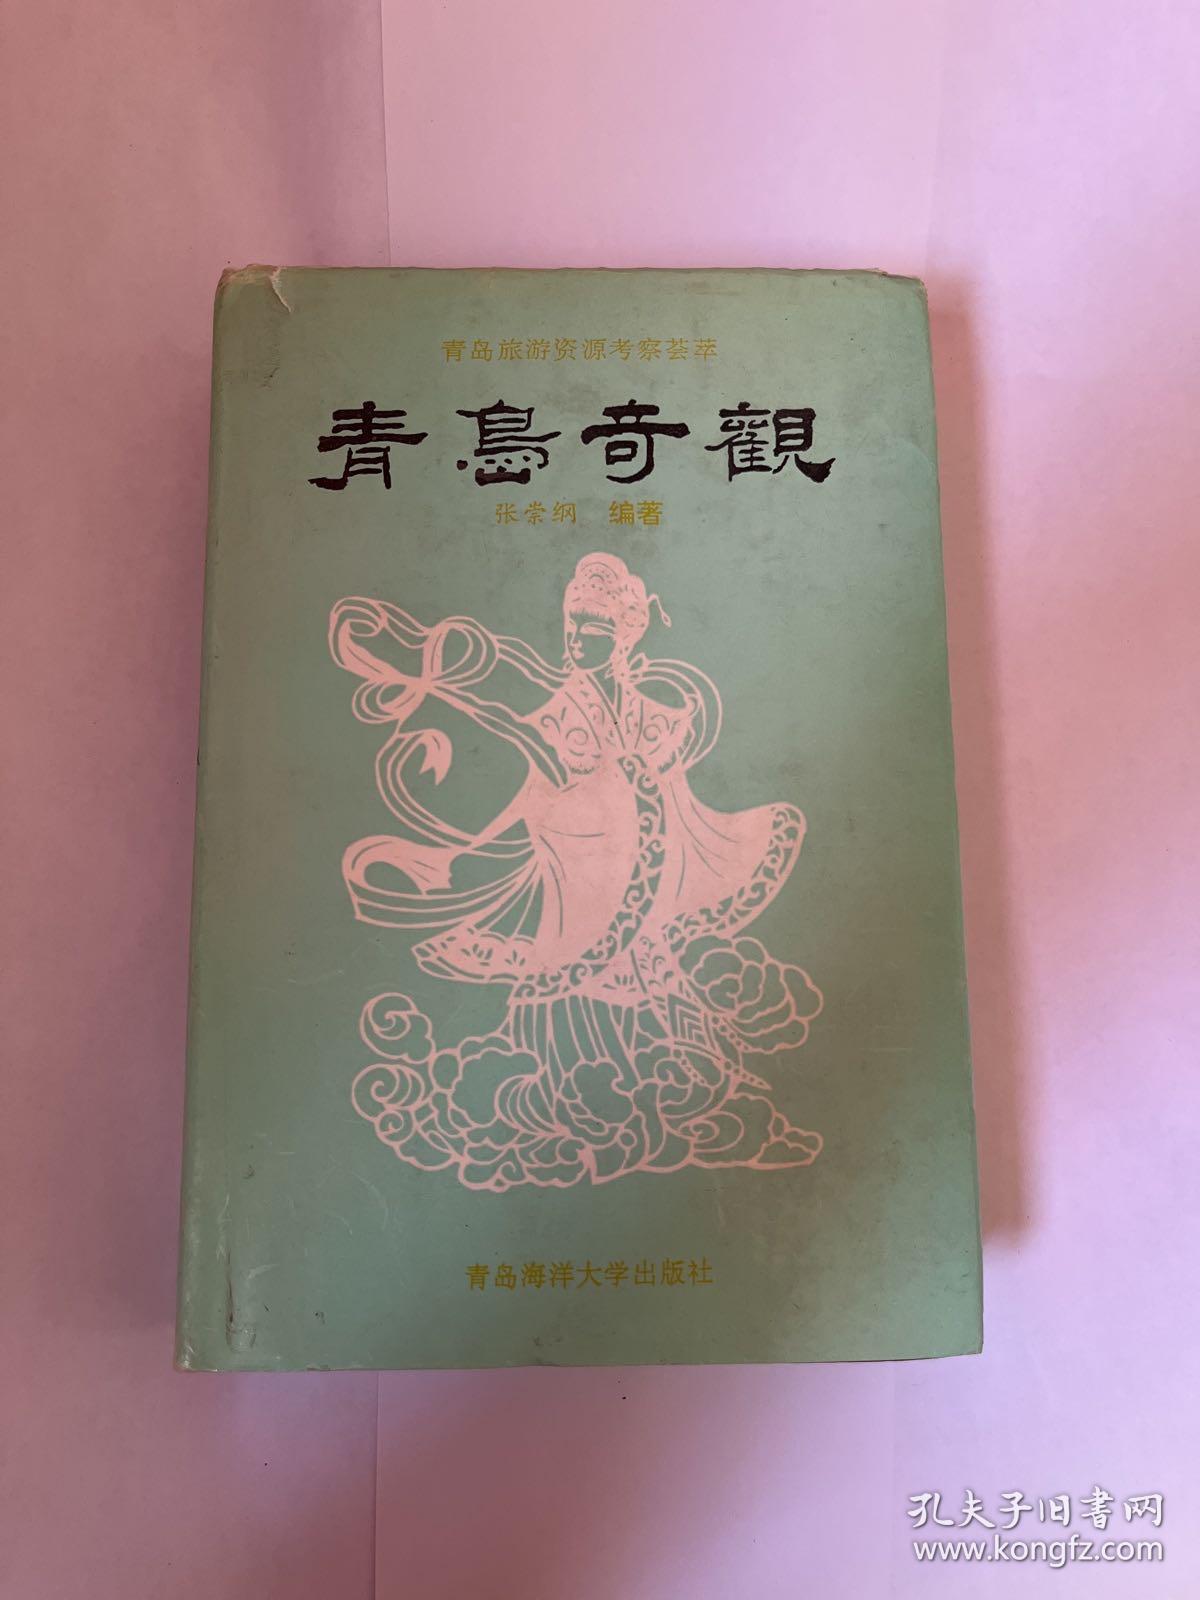 青岛旅游资源考察荟萃
青島奇觀
张崇纲 编著
青岛海洋大学出版社
孔夫子旧书网
www.kongfz.com